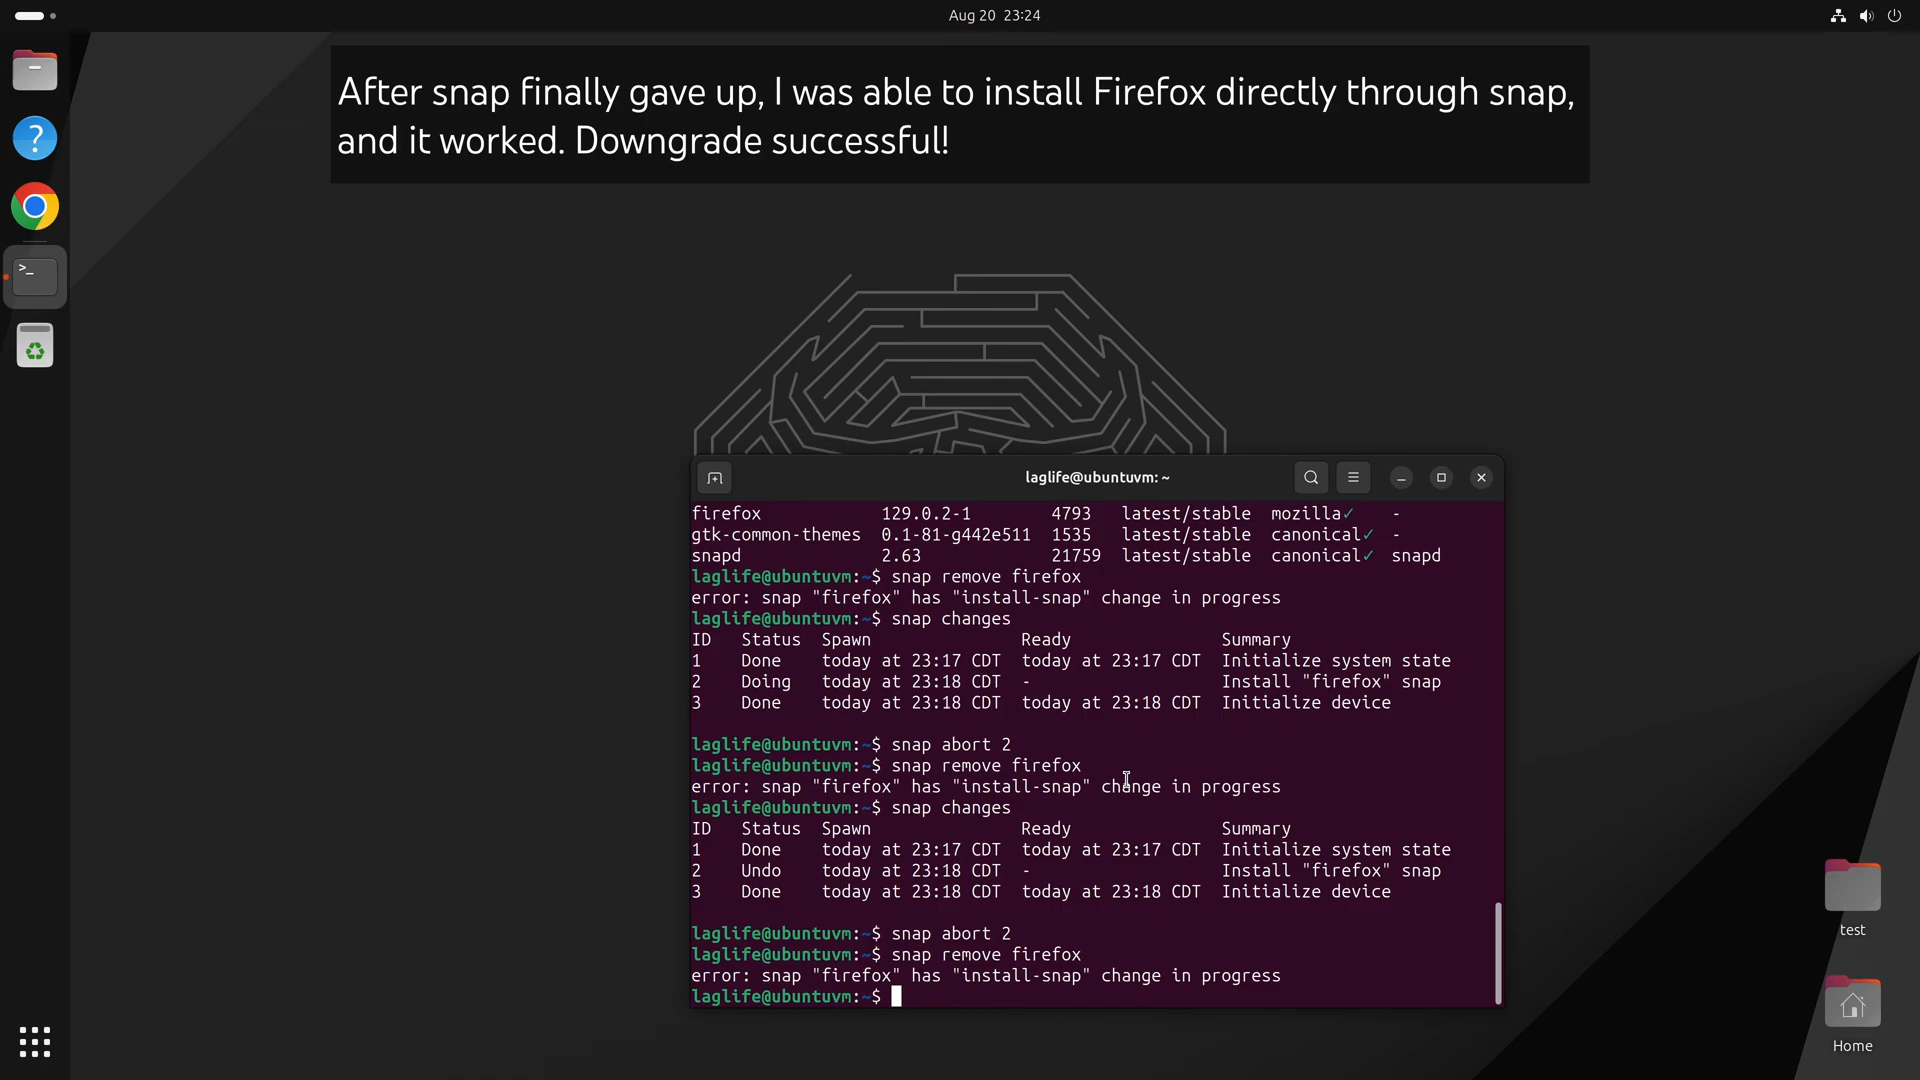 Aug 20 23:24
After snap finally gave up, I was able to install Firefox directly through snap,
and it worked. Downgrade successful!
laglife@ubuntuvm: ~
firefox 129.0.2-1 4793 latest/stable mozilla✓ -
gtk-common-themes 0.1-81-g442e511 1535 latest/stable canonical✓ -
snapd 2.63 21759 latest/stable canonical✓ snapd
laglife@ubuntuvm:~$ snap remove firefox
error: snap "firefox" has "install-snap" change in progress
laglife@ubuntuvm:~$ snap changes
ID Status Spawn Ready Summary
1 Done today at 23:17 CDT today at 23:17 CDT Initialize system state
2 Doing today at 23:18 CDT - Install "firefox" snap
3 Done today at 23:18 CDT today at 23:18 CDT Initialize device
laglife@ubuntuvm:~$ snap abort 2
laglife@ubuntuvm:~$ snap remove firefox
error: snap "firefox" has "install-snap" change in progress
laglife@ubuntuvm:~$ snap changes
ID Status Spawn Ready Summary
1 Done today at 23:17 CDT today at 23:17 CDT Initialize system state
2 Undo today at 23:18 CDT - Install "firefox" snap
3 Done today at 23:18 CDT today at 23:18 CDT Initialize device
laglife@ubuntuvm:~$ snap abort 2
laglife@ubuntuvm:~$ snap remove firefox
error: snap "firefox" has "install-snap" change in progress
laglife@ubuntuvm:~$
test
Home